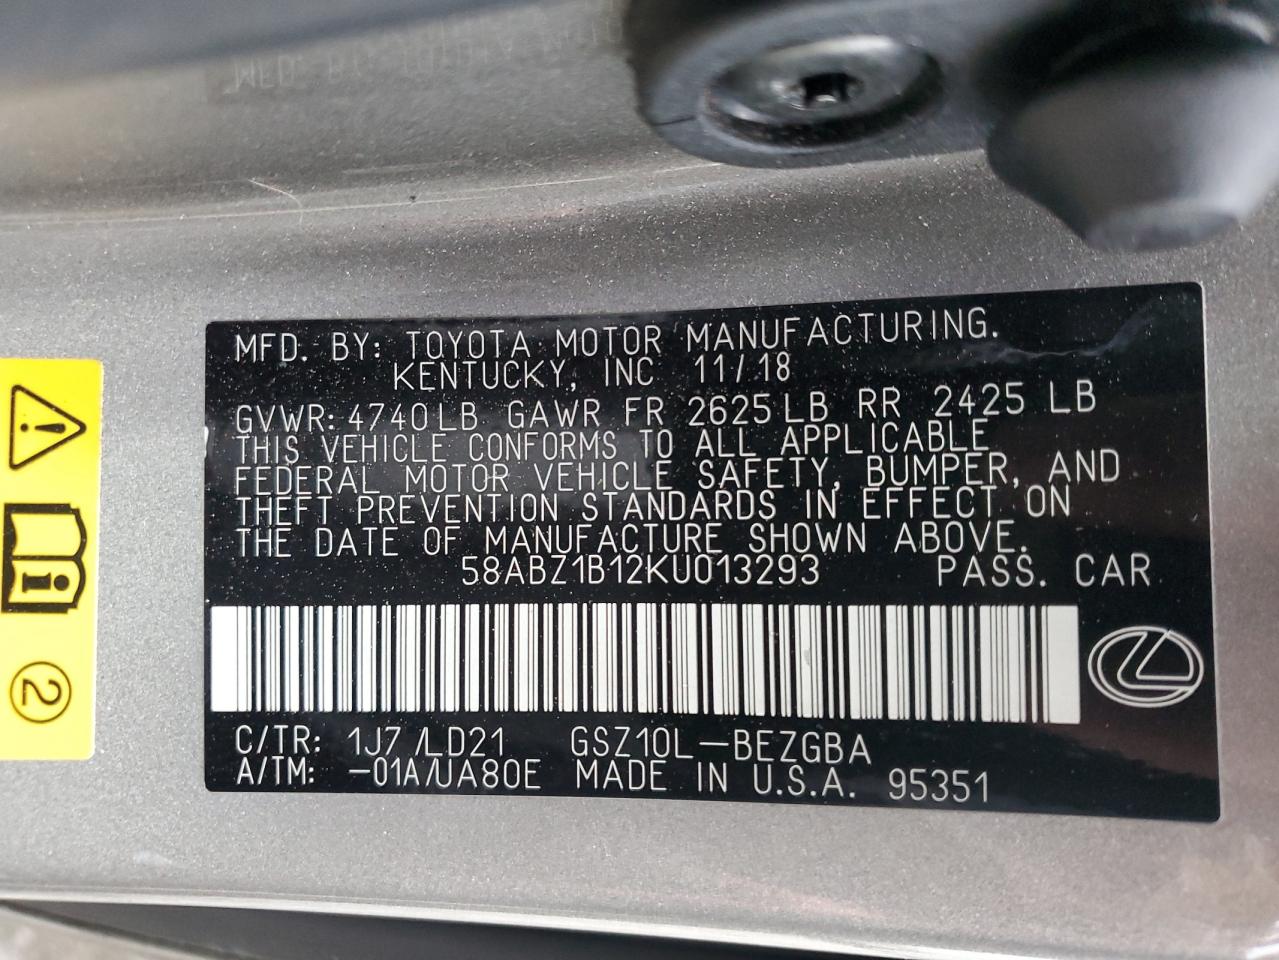 MFD. BY: TOYOTA MOTOR MANUFACTURING.
KENTUCKY, INC 11/18
GVWR: 4740LB GAWR FR 2625LB RR 2425 LB
THIS VEHICLE CONFORMS TO ALL APPLICABLE
FEDERAL MOTOR VEHICLE SAFETY, BUMPER, AND
THEFT PREVENTION STANDARDS IN EFFECT ON
THE DATE OF MANUFACTURE SHOWN ABOVE.
58ABZ1B12KU013293 PASS. CAR
C/TR: 1J7 /LD21 GSZ10L-BEZGBA
A/TM: -01A/UA80E MADE IN U.S.A. 95351
2